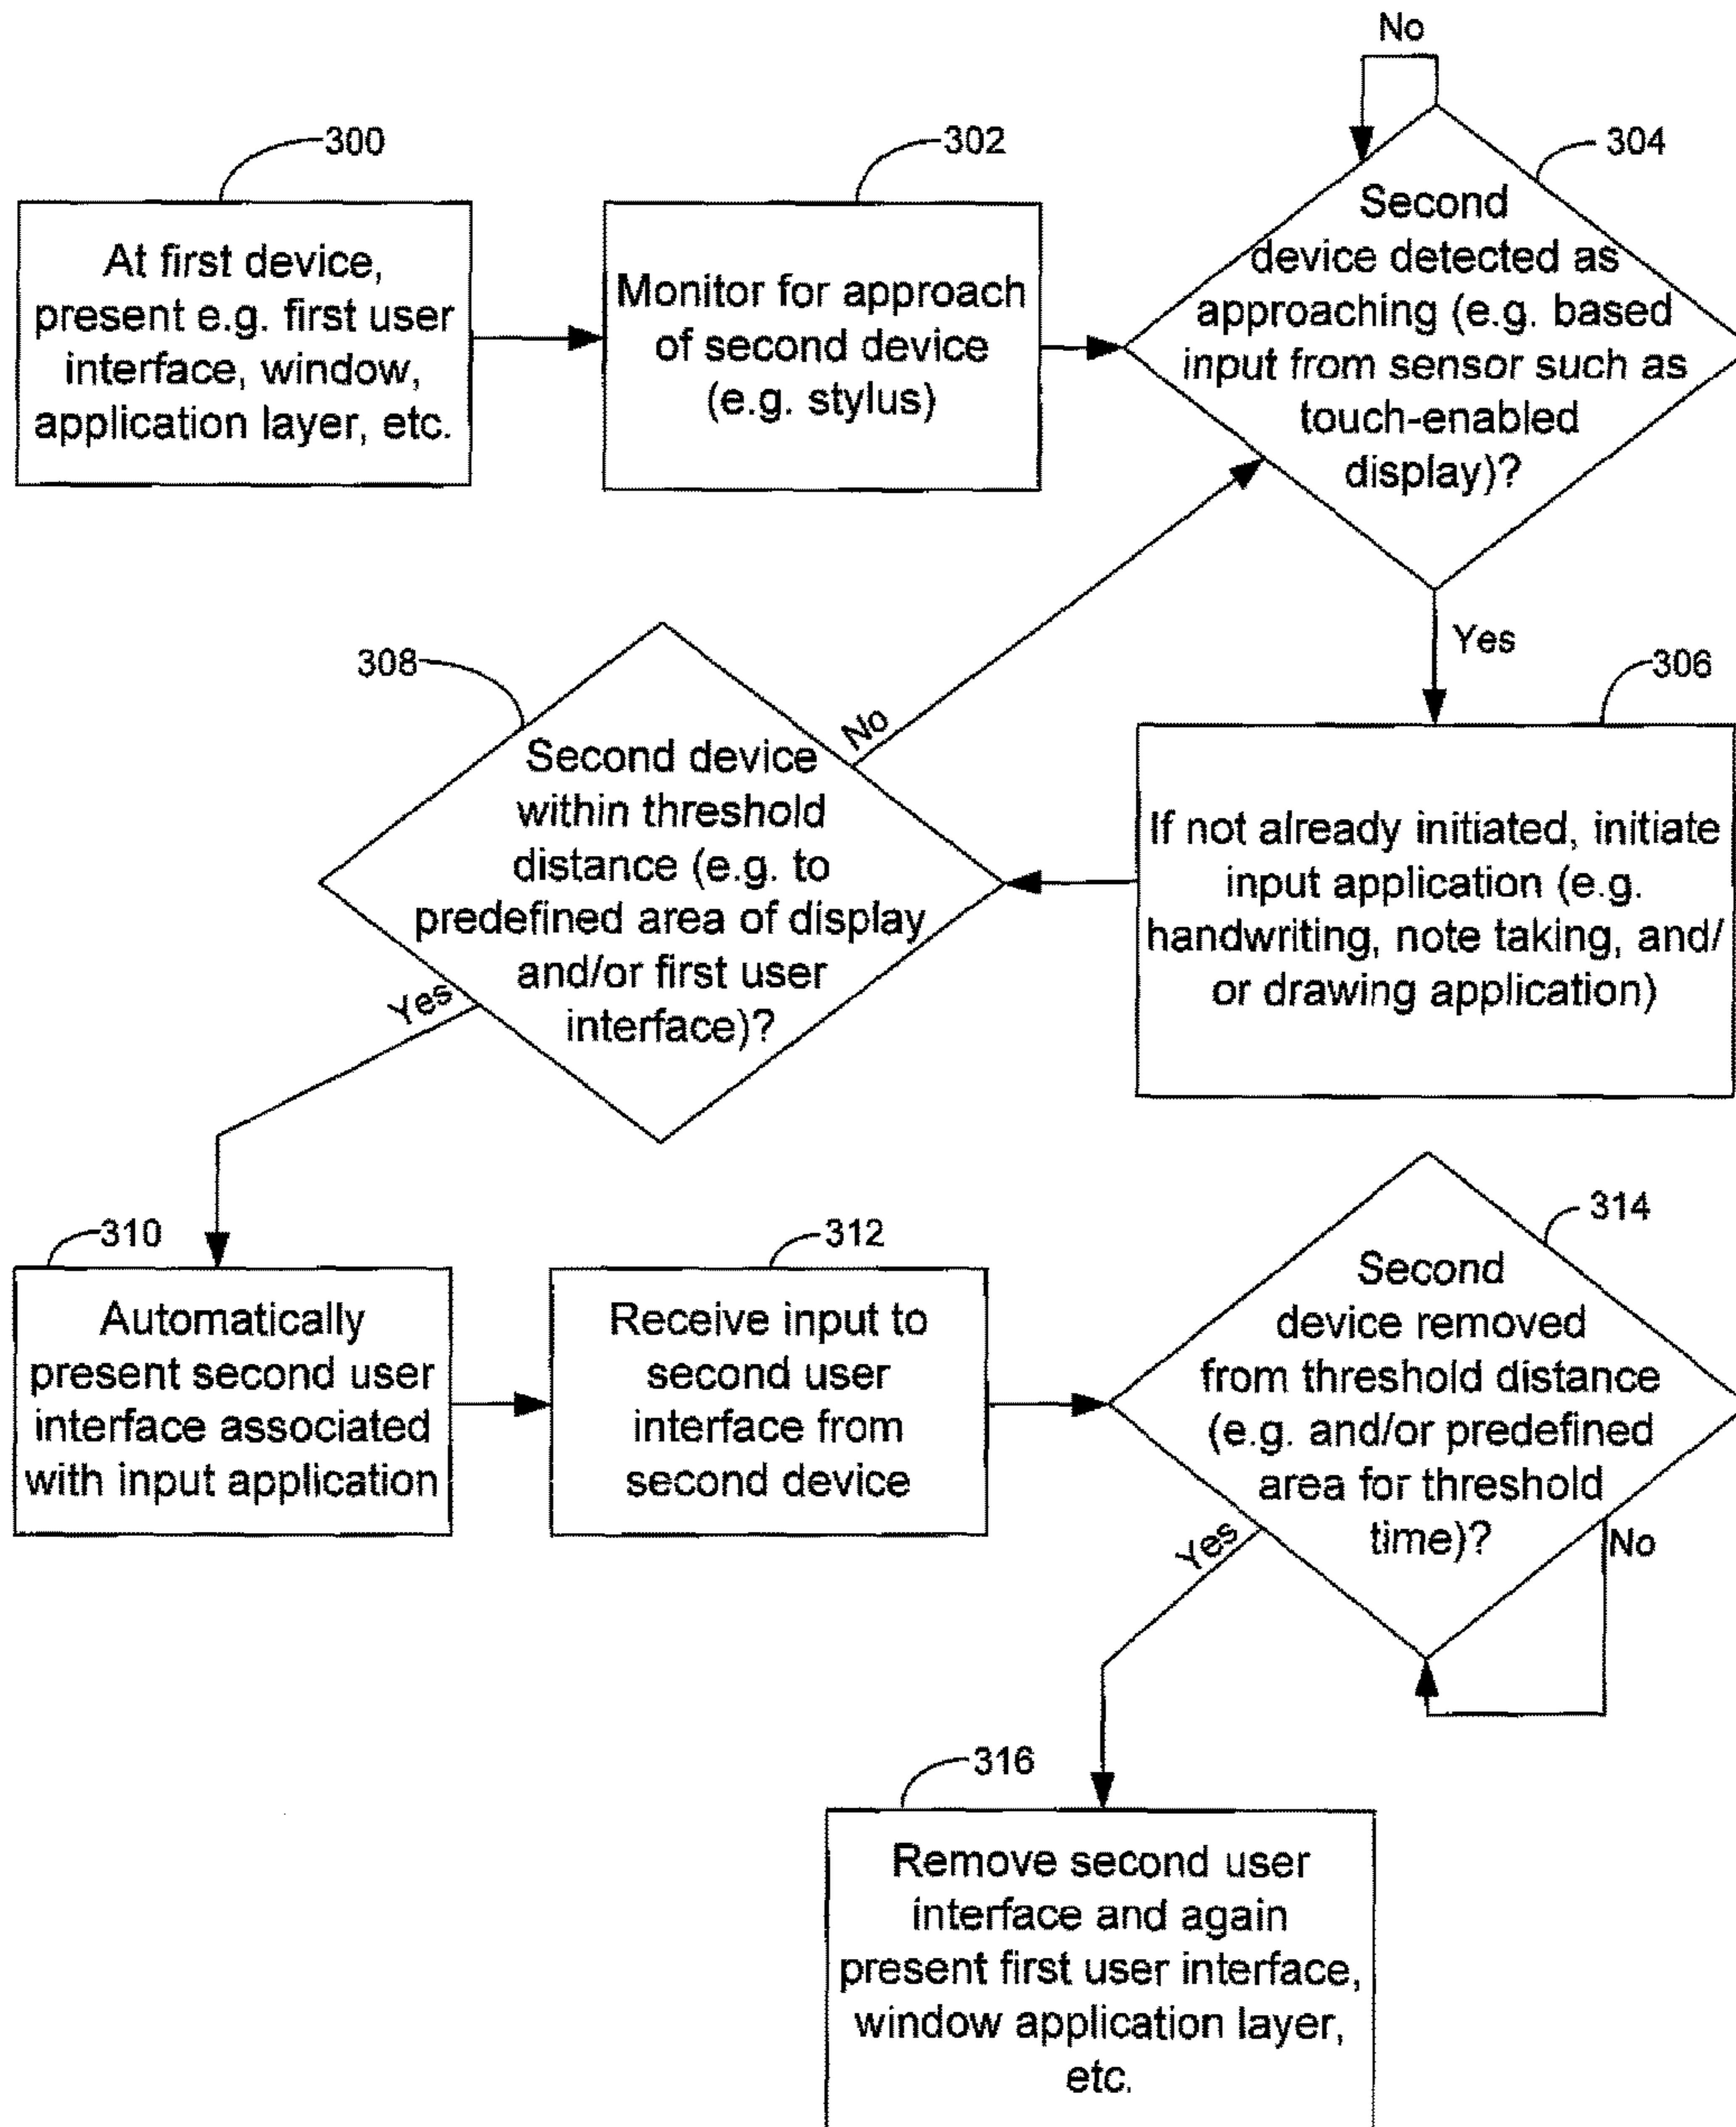 No
300
At first device,
present e.g. first user
interface, window,
application layer, etc.
302
Monitor for approach
of second device
(e.g. stylus)
304
Second
device detected as
approaching (e.g. based
input from sensor such as
touch-enabled
display)?
Yes
306
If not already initiated, initiate
input application (e.g.
handwriting, note taking, and/
or drawing application)
308
No
Second device
within threshold
distance (e.g. to
predefined area of display
and/or first user
interface)?
Yes
310
Automatically
present second user
interface associated
with input application
312
Receive input to
second user
interface from
second device
314
Second
device removed
from threshold distance
(e.g. and/or predefined
area for threshold
time)?
No
Yes
316
Remove second user
interface and again
present first user interface,
window application layer,
etc.